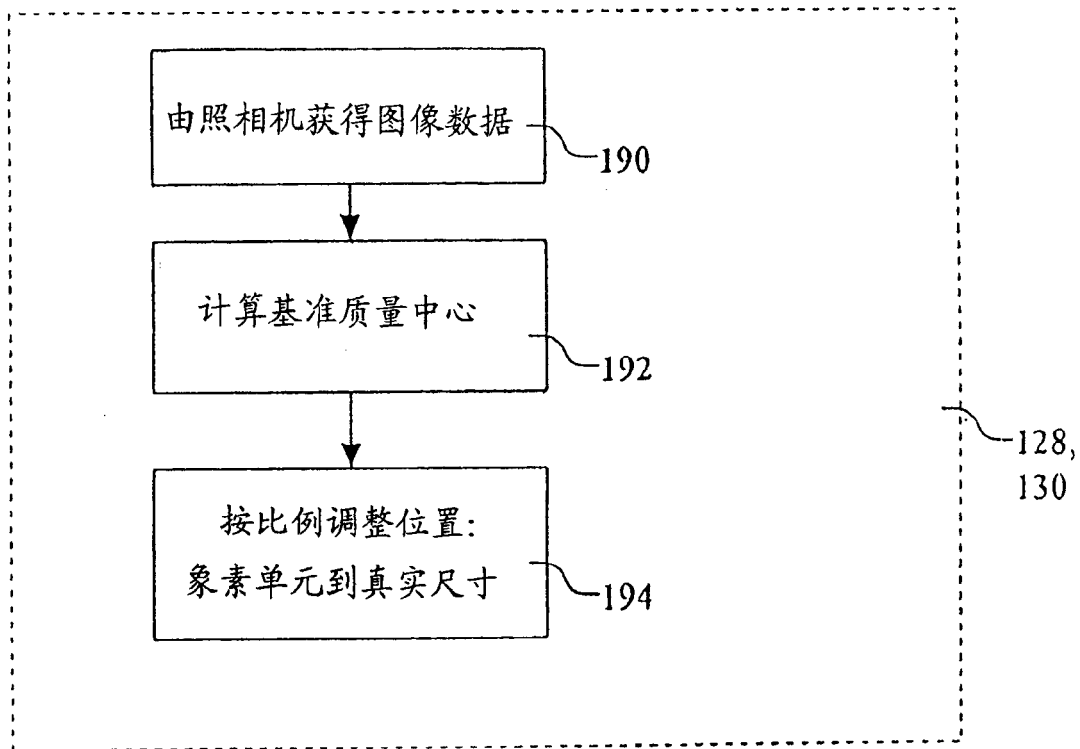 由照相机获得图像数据
190
计算基准质量中心
192
128,
130
按比例调整位置:
象素单元到真实尺寸
194